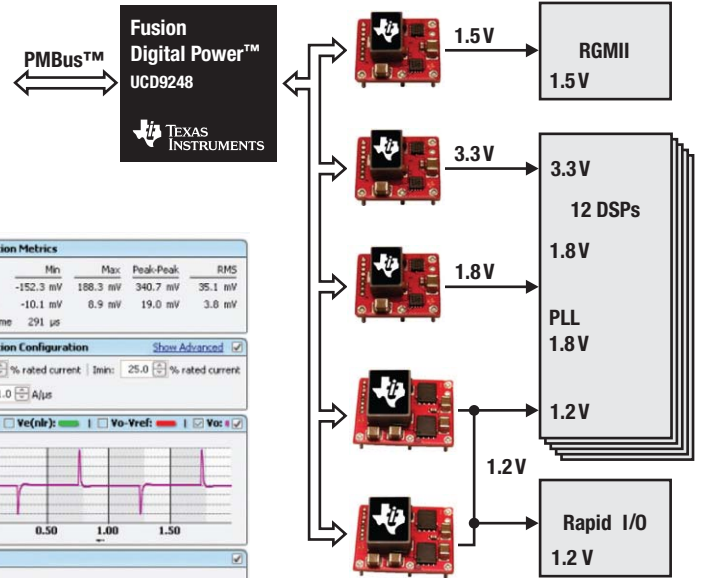 PMBus™
Fusion
Digital Power™
UCD9248
TEXAS
INSTRUMENTS
1.5 V
RGMII
1.5 V
3.3 V
3.3 V
12 DSPs
1.8 V
1.8 V
PLL
1.8 V
1.2 V
1.2 V
Rapid I/O
1.2 V
ion Metrics
Min Max Peak-Peak RMS
-152.3 mV 188.3 mV 340.7 mV 35.1 mV
-10.1 mV 8.9 mV 19.0 mV 3.8 mV
me 291 µs
ion Configuration Show Advanced
% rated current | Imin: 25.0 % rated current
1.0 A/µs
Ve(nlr): | Vo-Vref: | Vo:
0.50 1.00 1.50